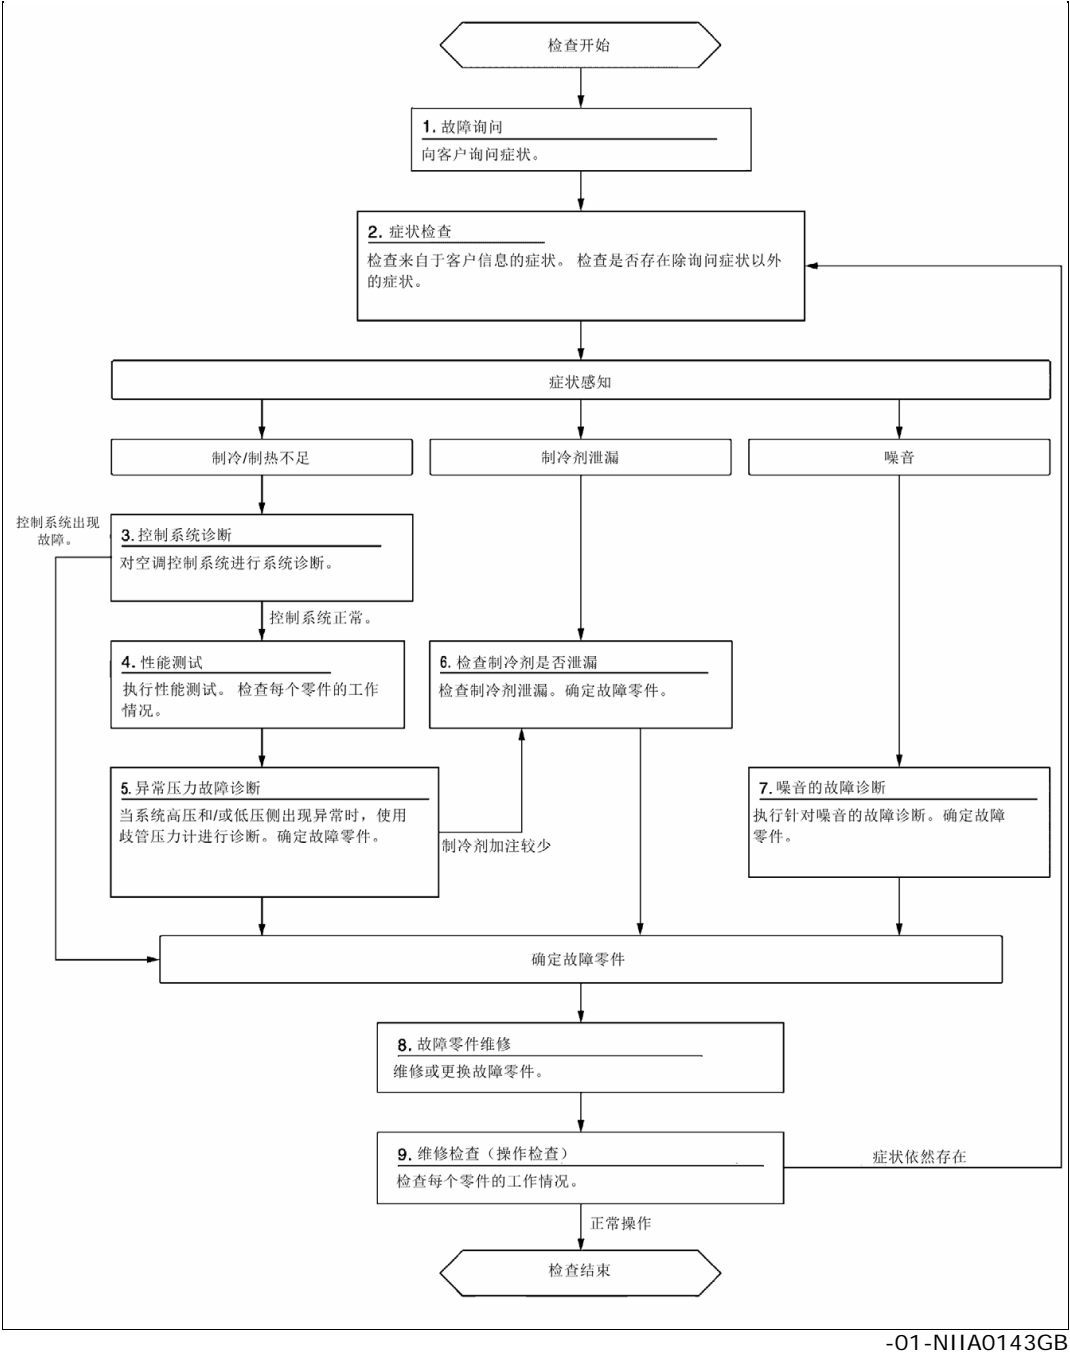 检查开始
1. 故障询问
向客户询问症状。
2. 症状检查
检查来自于客户信息的症状。 检查是否存在除询问症状以外
的症状。
症状感知
制冷/制热不足
制冷剂泄漏
噪音
控制系统出现
故障。
3. 控制系统诊断
对空调控制系统进行系统诊断。
控制系统正常。
4. 性能测试
执行性能测试。 检查每个零件的工作
情况。
6. 检查制冷剂是否泄漏
检查制冷剂泄漏。确定故障零件。
5. 异常压力故障诊断
当系统高压和/或低压侧出现异常时，使用
歧管压力计进行诊断。确定故障零件。
制冷剂加注较少
7. 噪音的故障诊断
执行针对噪音的故障诊断。确定故障
零件。
确定故障零件
8. 故障零件维修
维修或更换故障零件。
9. 维修检查（操作检查）
检查每个零件的工作情况。
症状依然存在
正常操作
检查结束
-01-NIIA0143GB